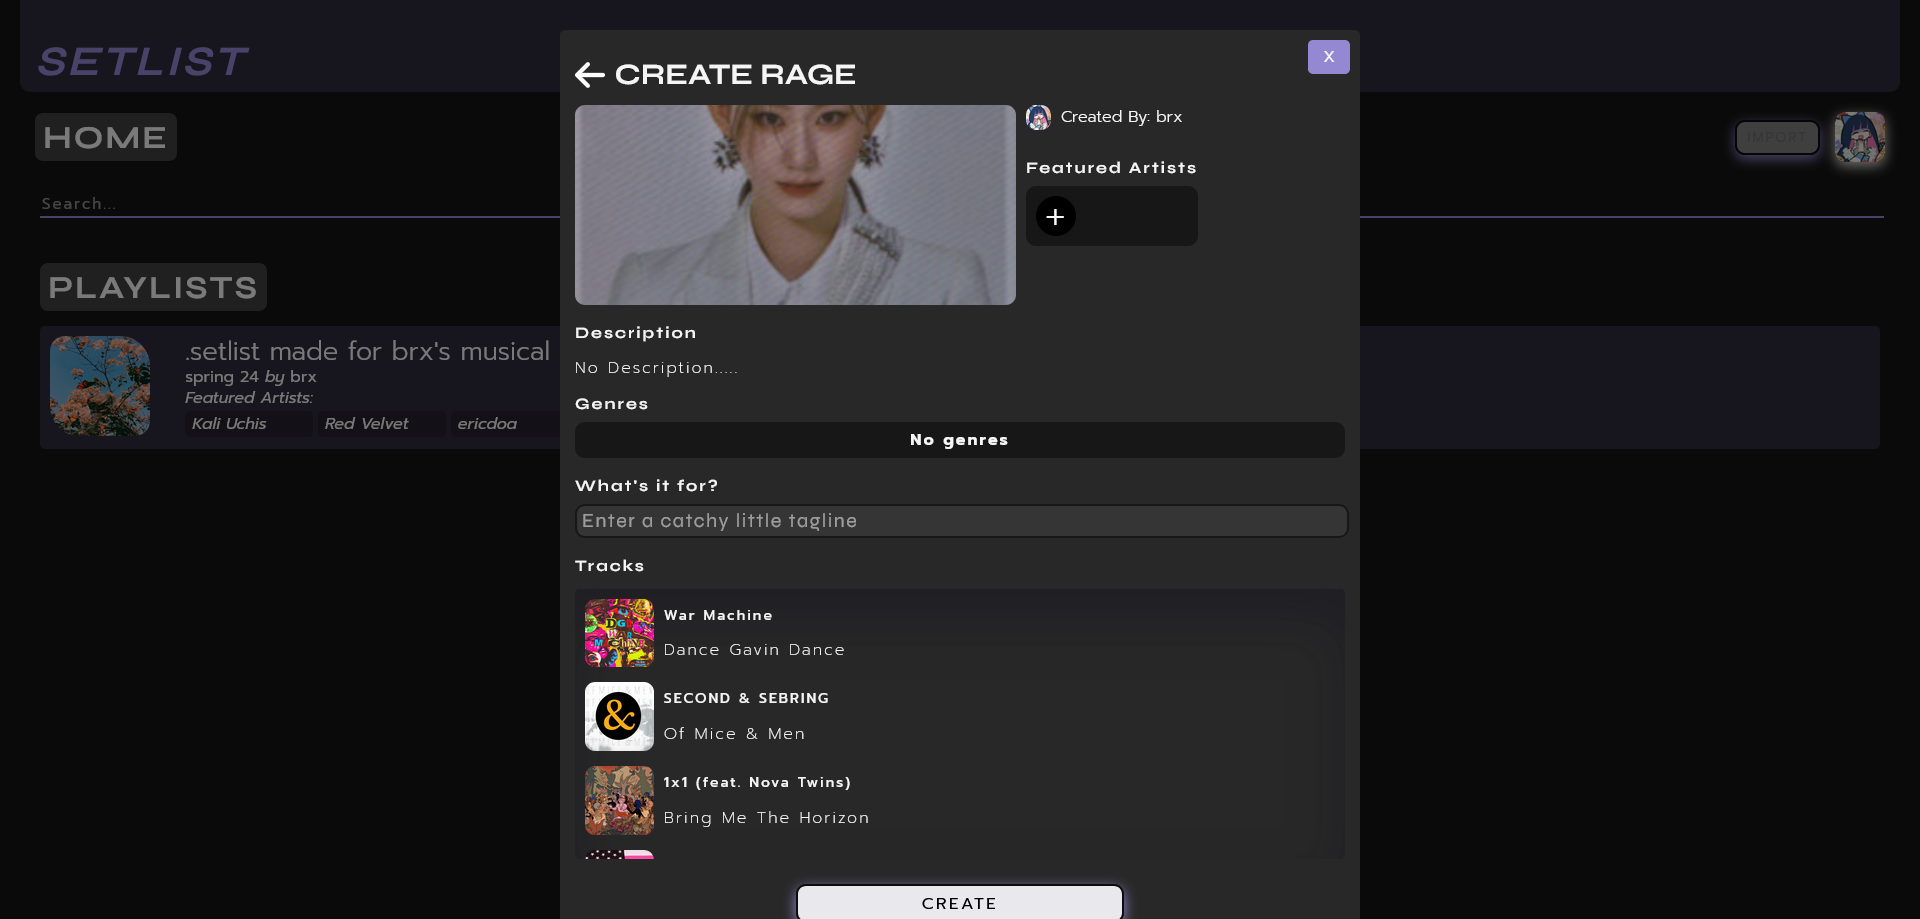 SETLIST
HOME
IMPORT
Search...
PLAYLISTS
.setlist made for brx's musical
spring 24 by brx
Featured Artists:
Kali Uchis
Red Velvet
ericdoa
X
CREATE RAGE
Created By: brx
Featured Artists
+
Description
No Description.....
Genres
No genres
What's it for?
Enter a catchy little tagline
Tracks
War Machine
Dance Gavin Dance
SECOND & SEBRING
Of Mice & Men
1x1 (feat. Nova Twins)
Bring Me The Horizon
CREATE